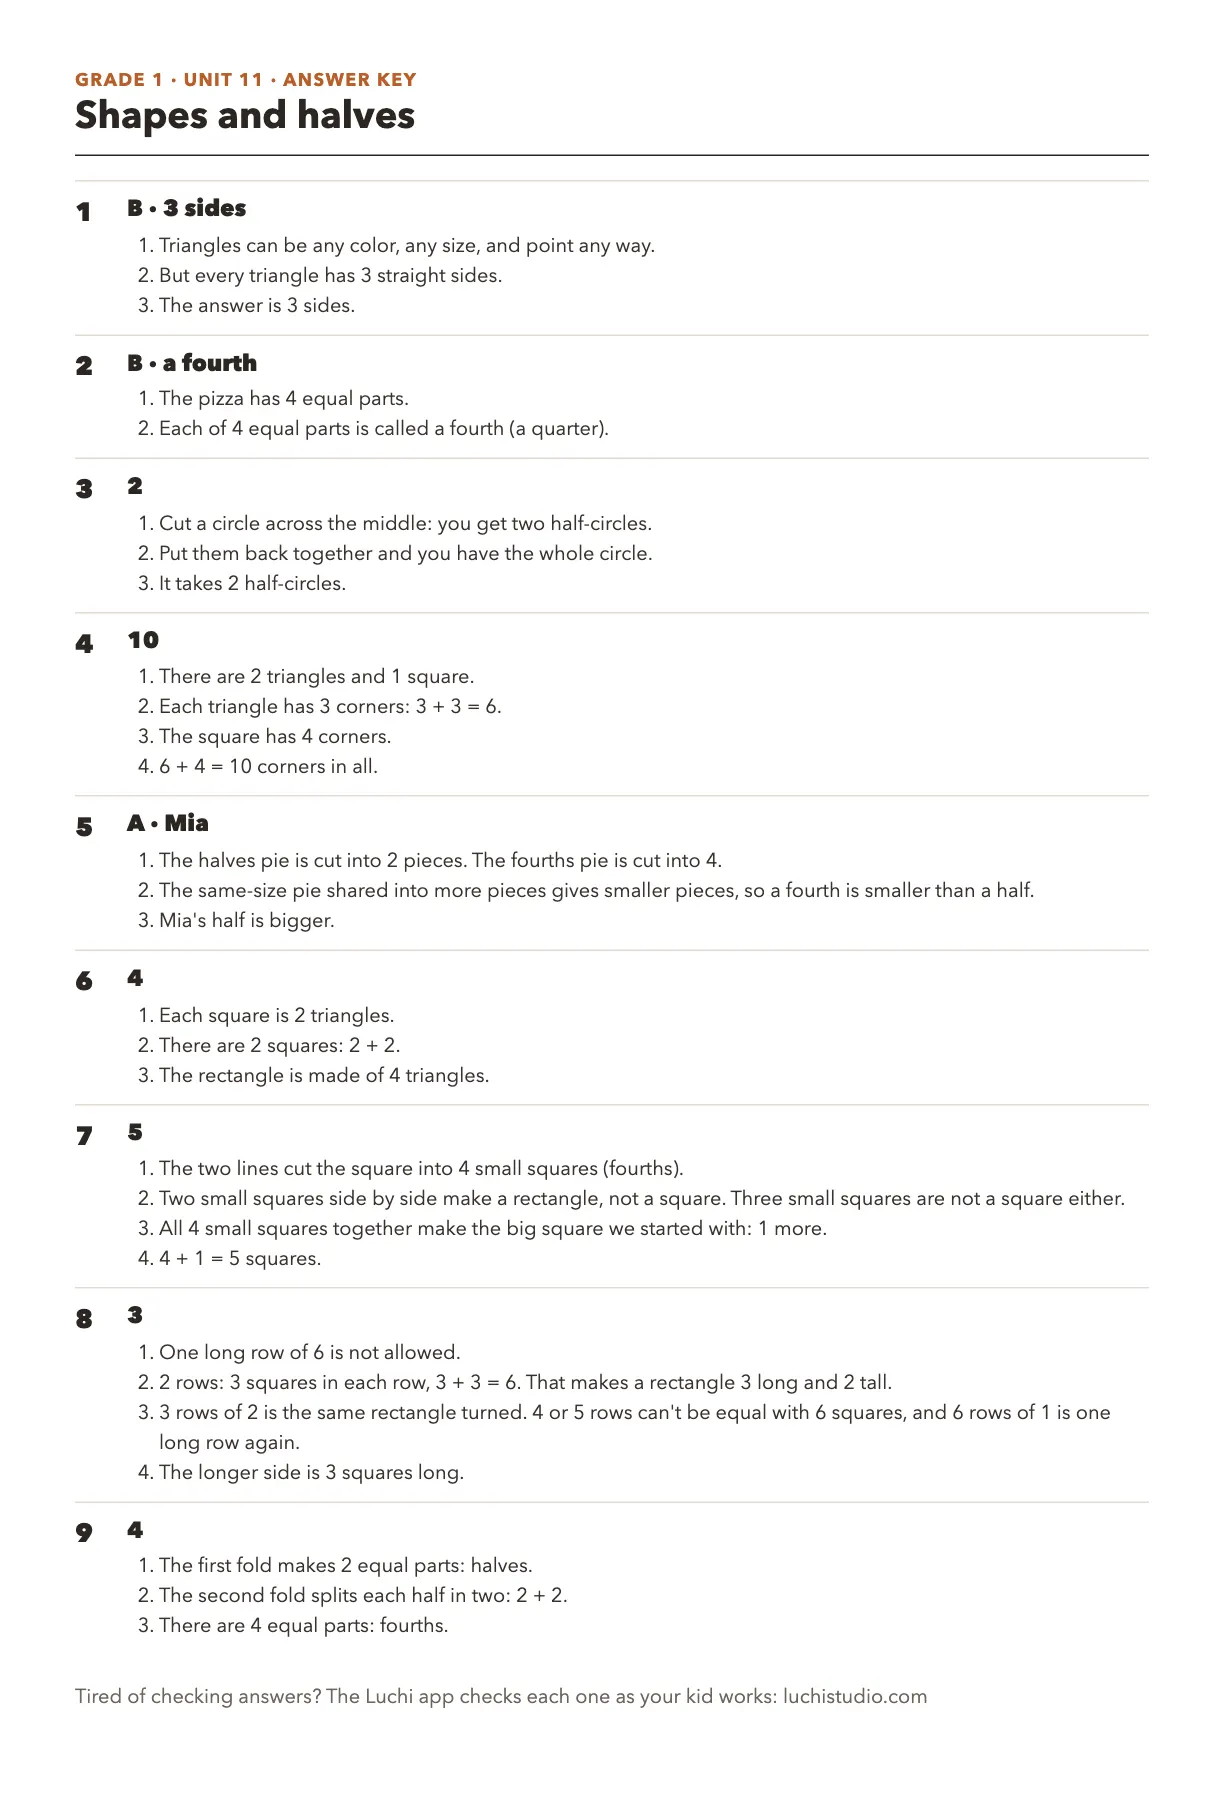 GRADE 1 · UNIT 11 · ANSWER KEY
Shapes and halves
1 B · 3 sides
1. Triangles can be any color, any size, and point any way.
2. But every triangle has 3 straight sides.
3. The answer is 3 sides.
2 B · a fourth
1. The pizza has 4 equal parts.
2. Each of 4 equal parts is called a fourth (a quarter).
3 2
1. Cut a circle across the middle: you get two half-circles.
2. Put them back together and you have the whole circle.
3. It takes 2 half-circles.
4 10
1. There are 2 triangles and 1 square.
2. Each triangle has 3 corners: 3 + 3 = 6.
3. The square has 4 corners.
4. 6 + 4 = 10 corners in all.
5 A · Mia
1. The halves pie is cut into 2 pieces. The fourths pie is cut into 4.
2. The same-size pie shared into more pieces gives smaller pieces, so a fourth is smaller than a half.
3. Mia's half is bigger.
6 4
1. Each square is 2 triangles.
2. There are 2 squares: 2 + 2.
3. The rectangle is made of 4 triangles.
7 5
1. The two lines cut the square into 4 small squares (fourths).
2. Two small squares side by side make a rectangle, not a square. Three small squares are not a square either.
3. All 4 small squares together make the big square we started with: 1 more.
4. 4 + 1 = 5 squares.
8 3
1. One long row of 6 is not allowed.
2. 2 rows: 3 squares in each row, 3 + 3 = 6. That makes a rectangle 3 long and 2 tall.
3. 3 rows of 2 is the same rectangle turned. 4 or 5 rows can't be equal with 6 squares, and 6 rows of 1 is one
long row again.
4. The longer side is 3 squares long.
9 4
1. The first fold makes 2 equal parts: halves.
2. The second fold splits each half in two: 2 + 2.
3. There are 4 equal parts: fourths.
Tired of checking answers? The Luchi app checks each one as your kid works: luchistudio.com